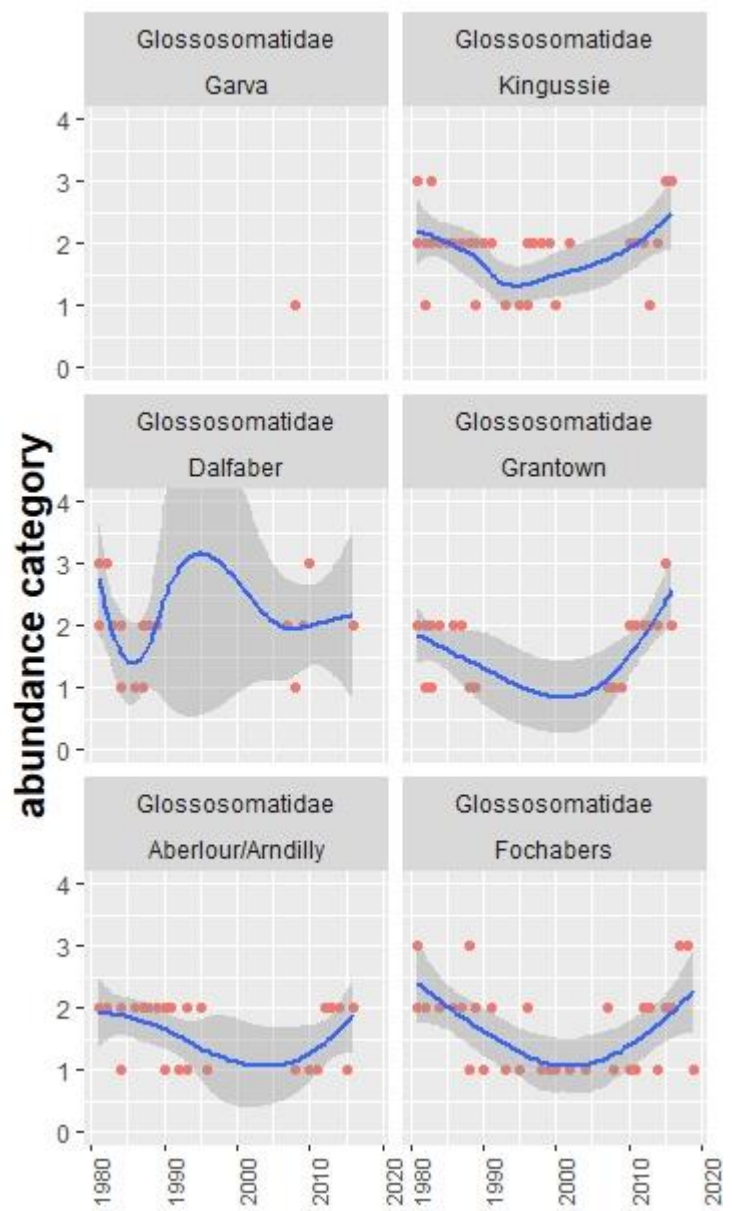 Glossosomatidae
Garva
Glossosomatidae
Kingussie
4
3
2
1
0
Glossosomatidae
Dalfaber
Glossosomatidae
Grantown
4
3
2
1
0
abundance category
Glossosomatidae
Aberlour/Arndilly
Glossosomatidae
Fochabers
4
3
2
1
0
1980
1990
2000
2010
2020
1980
1990
2000
2010
2020